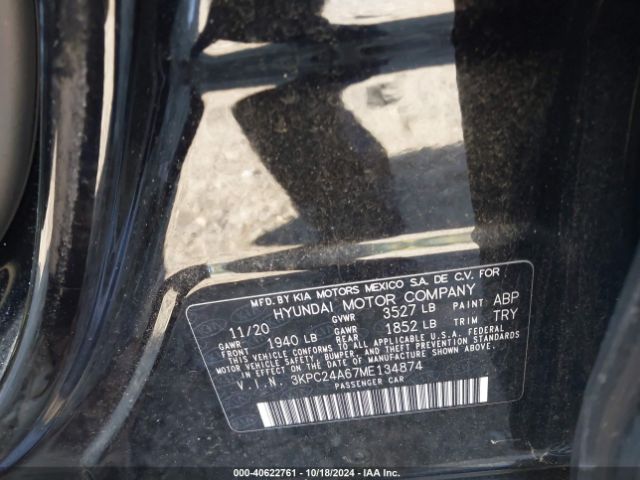 MFD. BY KIA MOTORS MEXICO S.A. DE C.V. FOR
HYUNDAI MOTOR COMPANY
11/20 GVWR 3527 LB PAINT ABP
GAWR FRONT 1940 LB GAWR REAR 1852 LB TRIM TRY
THIS VEHICLE CONFORMS TO ALL APPLICABLE U.S.A. FEDERAL
MOTOR VEHICLE SAFETY, BUMPER, AND THEFT PREVENTION STANDARDS
IN EFFECT ON THE DATE OF MANUFACTURE SHOWN ABOVE.
V.I.N. 3KPC24A67ME134874
PASSENGER CAR
000-40622761 - 10/18/2024 - IAA Inc.